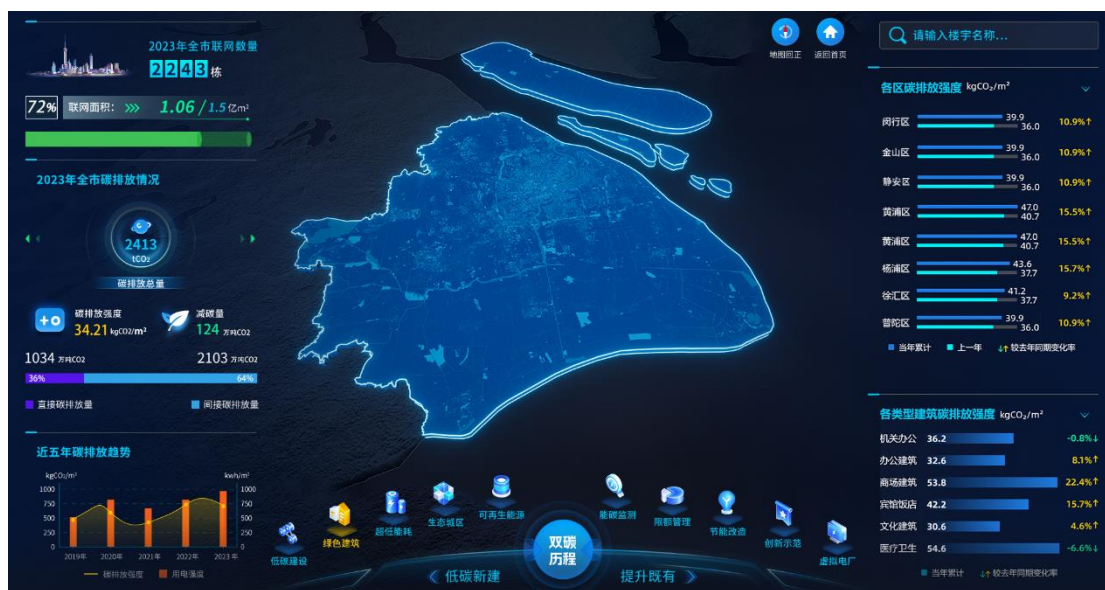 2023年全市联网数量
2243 栋
72% 联网面积: >>> 1.06 / 1.5 亿m²
2023年全市碳排放情况
2413
tCO₂
碳排放总量
碳排放强度
34.21 kgCO2/m²
减碳量
124 万吨CO2
1034 万吨CO2
2103 万吨CO2
36%
64%
直接碳排放量
间接碳排放量
近五年碳排放趋势
kgCO₂/m²
kwh/m²
1000
750
500
250
0
1000
750
500
250
0
2019年 2020年 2021年 2022年 2023年
碳排放强度 用电强度
地图回正
返回首页
低碳建设
绿色建筑
超低能耗
生态城区
可再生能源
能碳监测
限额管理
节能改造
创新示范
虚拟电厂
双碳
历程
低碳新建
提升既有
请输入楼宇名称...
各区碳排放强度 kgCO₂/m²
闵行区 39.9 36.0 10.9%↑
金山区 39.9 36.0 10.9%↑
静安区 39.9 36.0 10.9%↑
黄浦区 47.0 40.7 15.5%↑
黄浦区 47.0 40.7 15.5%↑
杨浦区 43.6 37.7 15.7%↑
徐汇区 41.2 37.7 9.2%↑
普陀区 39.9 36.0 10.9%↑
当年累计 上一年 ↓↑较去年同期变化率
各类型建筑碳排放强度 kgCO₂/m²
机关办公 36.2 -0.8%↓
办公建筑 32.6 8.1%↑
商场建筑 53.8 22.4%↑
宾馆饭店 42.2 15.7%↑
文化建筑 30.6 4.6%↑
医疗卫生 54.6 -6.6%↓
当年累计 ↓↑较去年同期变化率